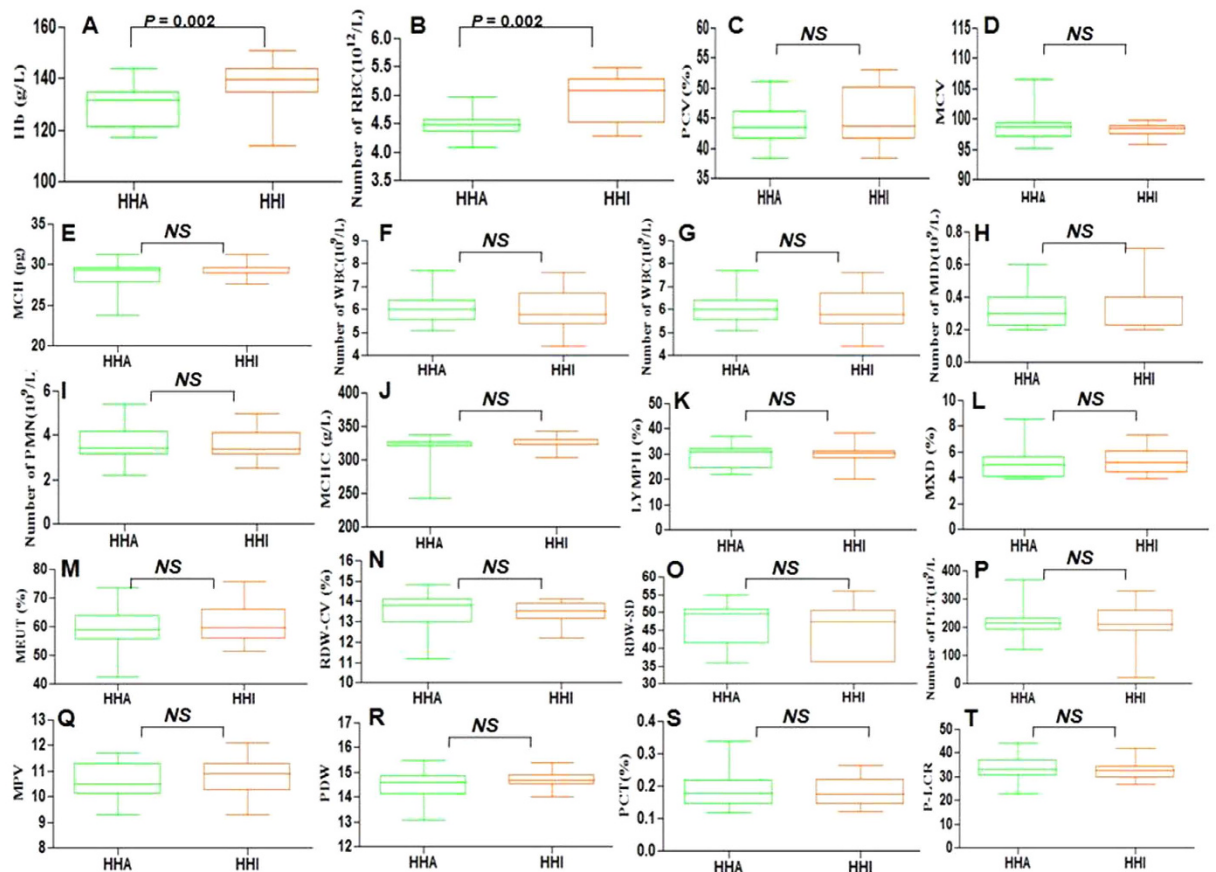 A
P = 0.002
Hb (g/L)
160
140
120
100
HHA
HHI
B
P = 0.002
Number of RBC(10¹²/L)
6.0
5.5
5.0
4.5
4.0
3.5
HHA
HHI
C
NS
PCV (%)
60
55
50
45
40
35
HHA
HHI
D
NS
MCV
115
110
105
100
95
90
HHA
HHI
E
NS
MCH (pg)
35
30
25
20
HHA
HHI
F
NS
Number of WBC(10⁹/L)
9
8
7
6
5
4
HHA
HHI
G
NS
Number of WBC(10⁹/L)
9
8
7
6
5
4
HHA
HHI
H
NS
Number of MID(10⁹/L)
0.8
0.6
0.4
0.2
0.0
HHA
HHI
I
NS
Number of PMN(10⁹/L)
6
4
2
0
HHA
HHI
J
NS
MCHC (g/L)
400
350
300
250
200
HHA
HHI
K
NS
LYMPH (%)
50
40
30
20
10
0
HHA
HHI
L
NS
MXD (%)
10
8
6
4
2
0
HHA
HHI
M
NS
MEUT (%)
80
70
60
50
40
HHA
HHI
N
NS
RDW-CV (%)
16
15
14
13
12
11
10
HHA
HHI
O
NS
RDW-SD
60
55
50
45
40
35
30
HHA
HHI
P
NS
Number of PLT(10⁹/L)
400
300
200
100
0
HHA
HHI
Q
NS
MPV
13
12
11
10
9
8
HHA
HHI
R
NS
PDW
17
16
15
14
13
12
HHA
HHI
S
NS
PCT(%)
0.4
0.3
0.2
0.1
0.0
HHA
HHI
T
NS
P-LCR
50
40
30
20
10
0
HHA
HHI